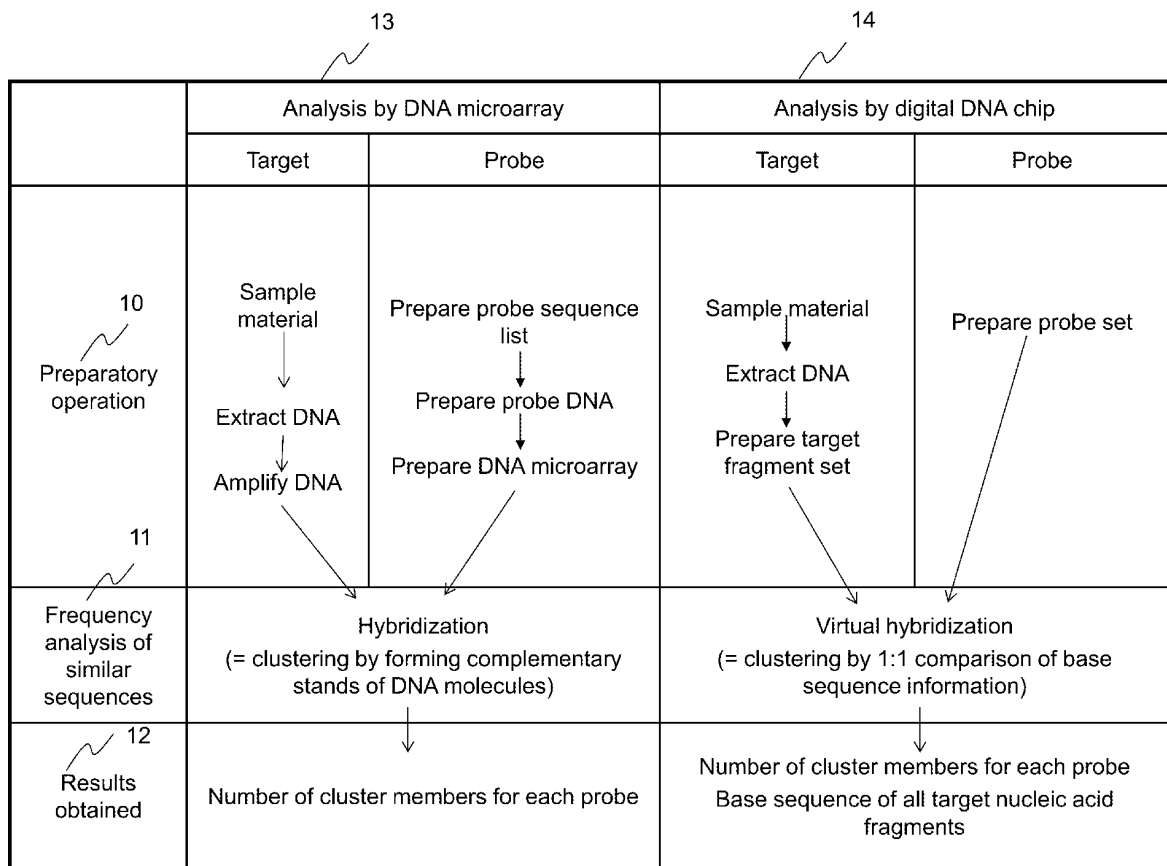 13
14
Analysis by DNA microarray
Analysis by digital DNA chip
Target
Probe
Target
Probe
10
Preparatory
operation
Sample
material
Extract DNA
Amplify DNA
Prepare probe sequence
list
Prepare probe DNA
Prepare DNA microarray
Sample material
Extract DNA
Prepare target
fragment set
Prepare probe set
11
Frequency
analysis of
similar
sequences
Hybridization
(= clustering by forming complementary
stands of DNA molecules)
Virtual hybridization
(= clustering by 1:1 comparison of base
sequence information)
12
Results
obtained
Number of cluster members for each probe
Number of cluster members for each probe
Base sequence of all target nucleic acid
fragments